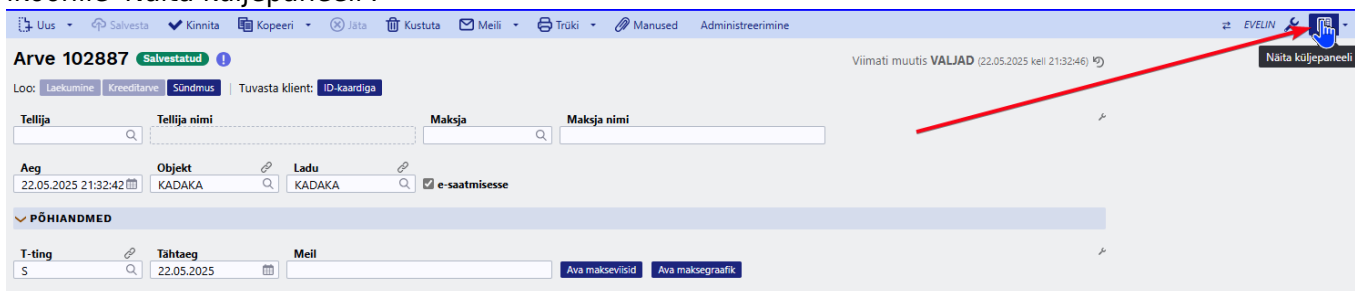 Uus Salvesta Kinnita Kopeeri Jäta Kustuta Meili Trüki Manused Administreerimine EVELIN
Arve 102887 Salvestatud Viimati muutis VALJAD (22.05.2025 kell 21:32:46) Näita küljepaneeli
Loo: Laekumine Kreeditarve Sündmus | Tuvasta klient: ID-kaardiga
Tellija Tellija nimi Maksja Maksja nimi
Aeg Objekt Ladu
22.05.2025 21:32:42 KADAKA KADAKA e-saatmisesse
PÕHIANDMED
T-ting Tähtaeg Meil
S 22.05.2025 Ava makseviisid Ava maksegraafik